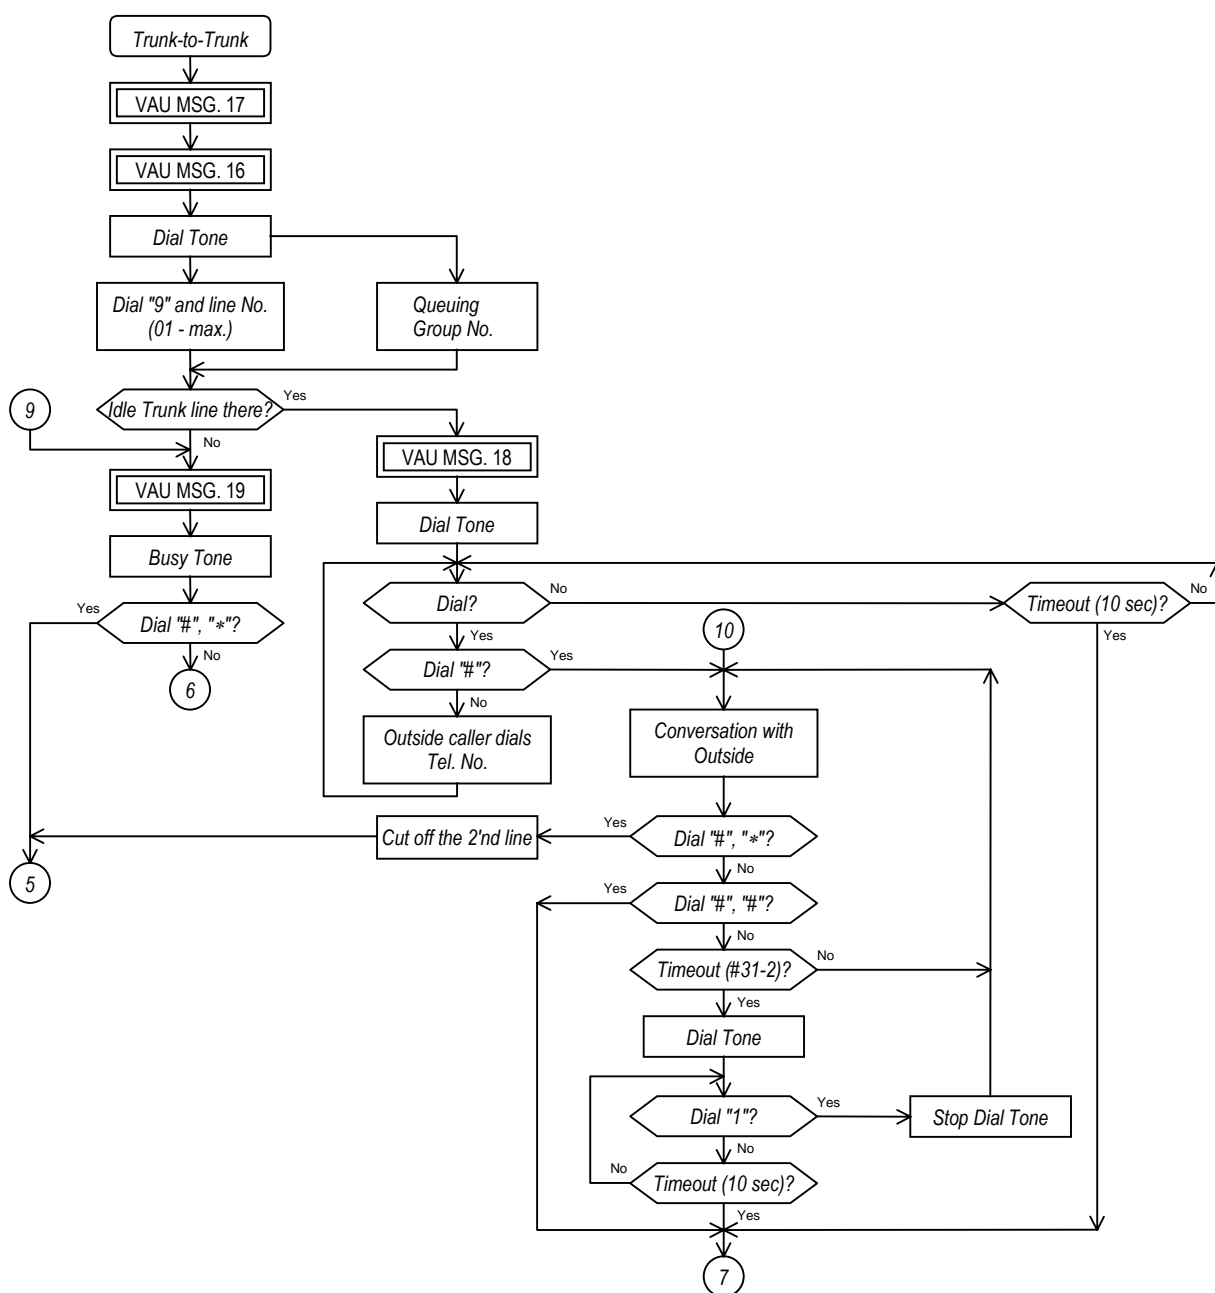 Trunk-to-Trunk
VAU MSG. 17
VAU MSG. 16
Dial Tone
Dial "9" and line No.
(01 - max.)
Queuing
Group No.
9
Idle Trunk line there?
Yes
No
VAU MSG. 18
VAU MSG. 19
Dial Tone
Busy Tone
Dial?
No
Timeout (10 sec)?
No
Yes
Yes
Dial "#", "*"?
No
6
Yes
10
Dial "#"?
Yes
No
Outside caller dials
Tel. No.
Conversation with
Outside
Cut off the 2'nd line
Yes
Dial "#", "*"?
No
5
Yes
Dial "#", "#"?
No
Timeout (#31-2)?
No
Yes
Dial Tone
Dial "1"?
Yes
Stop Dial Tone
No
No
Timeout (10 sec)?
Yes
7